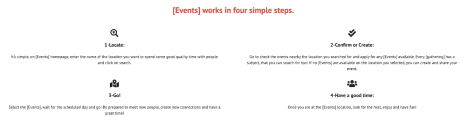 [Events] works in four simple steps.
1-Locate:
It's simple, on [Events] homepage, enter the name of the location you want to spend some good quality time with people
and click on search.
2-Confirm or Create:
Go to check the events nearby the location you searched for and apply for any [Events] available. Every [gathering] has a
subject, that you can search for too! If no [Events] are available on the location you selected, you can create and share your
event.
3-Go!
Select the [Events], wait for the scheduled day and go! Be prepared to meet new people, create new connections and have a
great time!
4-Have a good time:
Once you are at the [Events] location, look for the host, enjoy and have fun!